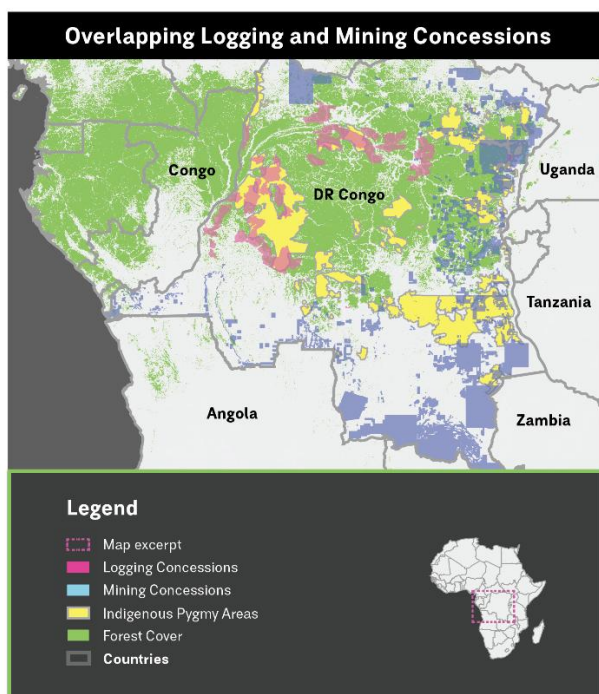 Overlapping Logging and Mining Concessions
Congo
DR Congo
Uganda
Tanzania
Angola
Zambia
Legend
Map excerpt
Logging Concessions
Mining Concessions
Indigenous Pygmy Areas
Forest Cover
Countries